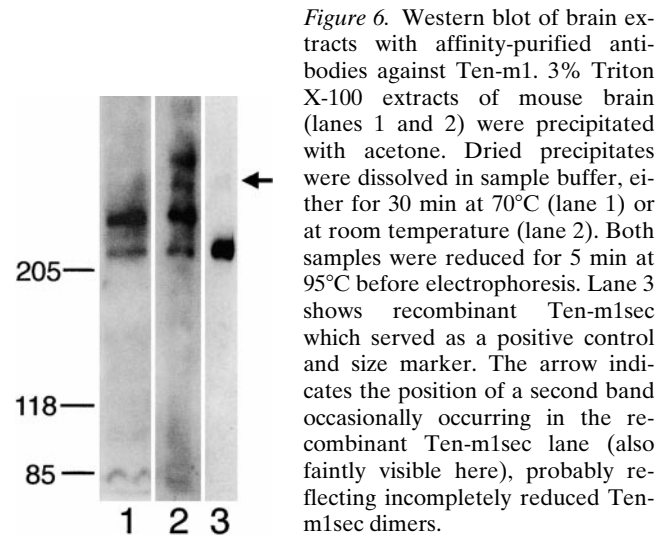 Figure 6. Western blot of brain ex-
tracts with affinity-purified anti-
bodies against Ten-m1. 3% Triton
X-100 extracts of mouse brain
(lanes 1 and 2) were precipitated
with acetone. Dried precipitates
were dissolved in sample buffer, ei-
ther for 30 min at 70°C (lane 1) or
at room temperature (lane 2). Both
samples were reduced for 5 min at
95°C before electrophoresis. Lane 3
shows recombinant Ten-m1sec
which served as a positive control
and size marker. The arrow indi-
cates the position of a second band
occasionally occurring in the re-
combinant Ten-m1sec lane (also
faintly visible here), probably re-
flecting incompletely reduced Ten-
m1sec dimers.
205
118
85
1 2 3